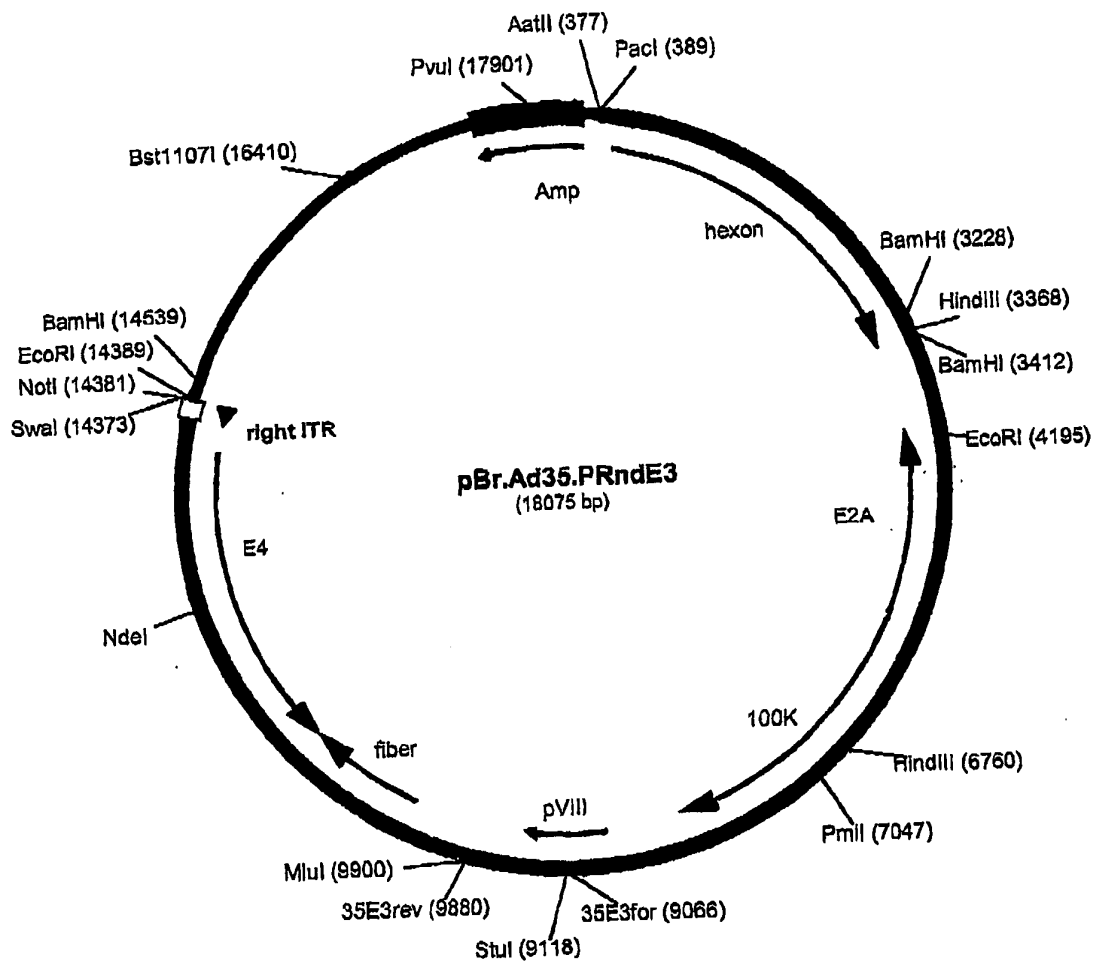 AatII (377)
PacI (389)
PvuI (17901)
Bst1107I (16410)
Amp
hexon
BamHI (3228)
HindIII (3368)
BamHI (3412)
EcoRI (4195)
BamHI (14539)
EcoRI (14389)
NotI (14381)
SwaI (14373)
right ITR
pBr.Ad35.PRndE3
(18075 bp)
E2A
E4
NdeI
100K
fiber
HindIII (6760)
pVIII
PmlI (7047)
MluI (9900)
35E3rev (9880)
35E3for (9066)
StuI (9118)